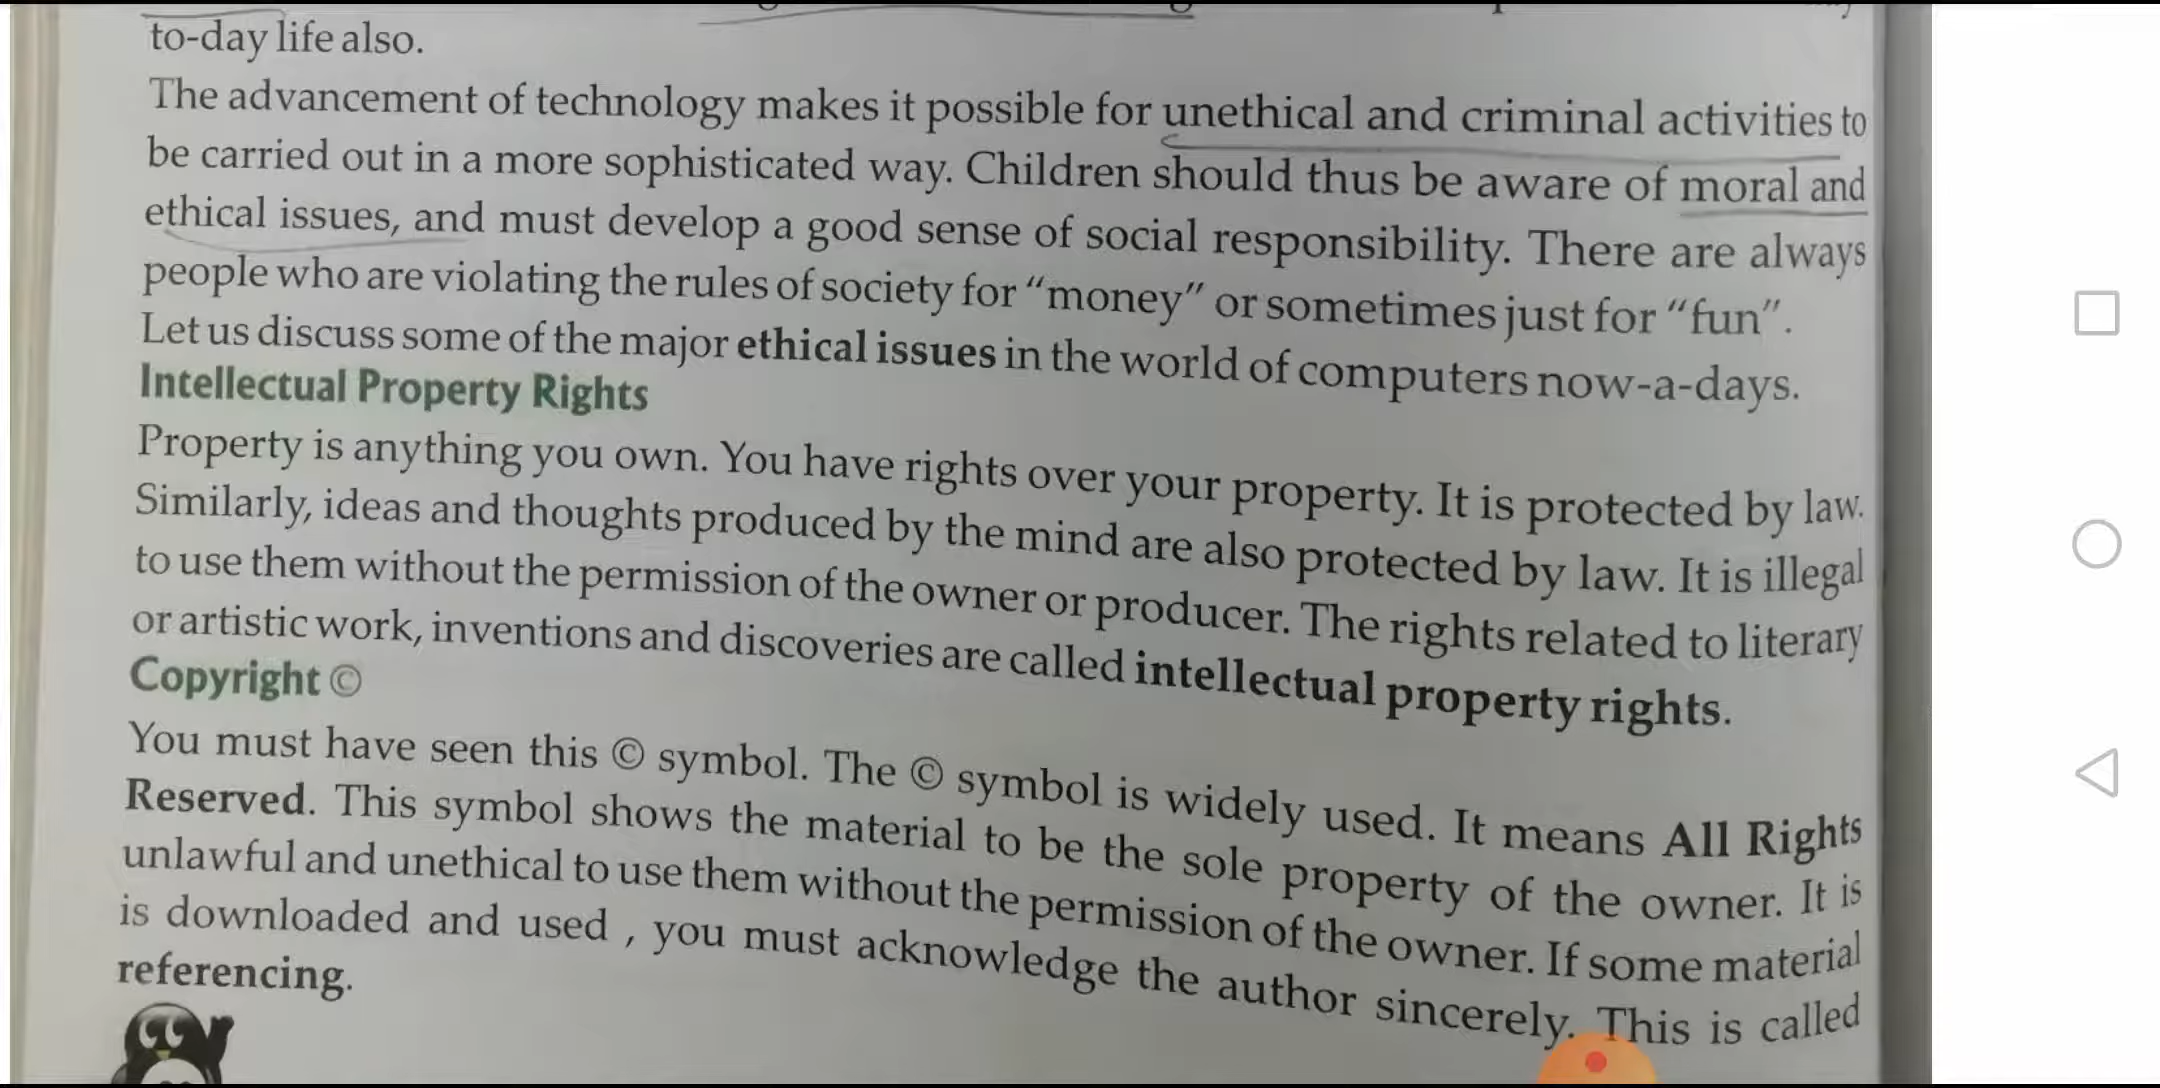 to-day life also.
The advancement of technology makes it possible for unethical and criminal activities to
be carried out in a more sophisticated way. Children should thus be aware of moral and
ethical issues, and must develop a good sense of social responsibility. There are always
people who are violating the rules of society for “money” or sometimes just for “fun”.
Let us discuss some of the major ethical issues in the world of computers now-a-days.
Intellectual Property Rights
Property is anything you own. You have rights over your property. It is protected by law.
Similarly, ideas and thoughts produced by the mind are also protected by law. It is illegal
to use them without the permission of the owner or producer. The rights related to literary
or artistic work, inventions and discoveries are called intellectual property rights.
Copyright ©
You must have seen this © symbol. The © symbol is widely used. It means All Rights
Reserved. This symbol shows the material to be the sole property of the owner. It is
unlawful and unethical to use them without the permission of the owner. If some material
is downloaded and used , you must acknowledge the author sincerely. This is called
referencing.